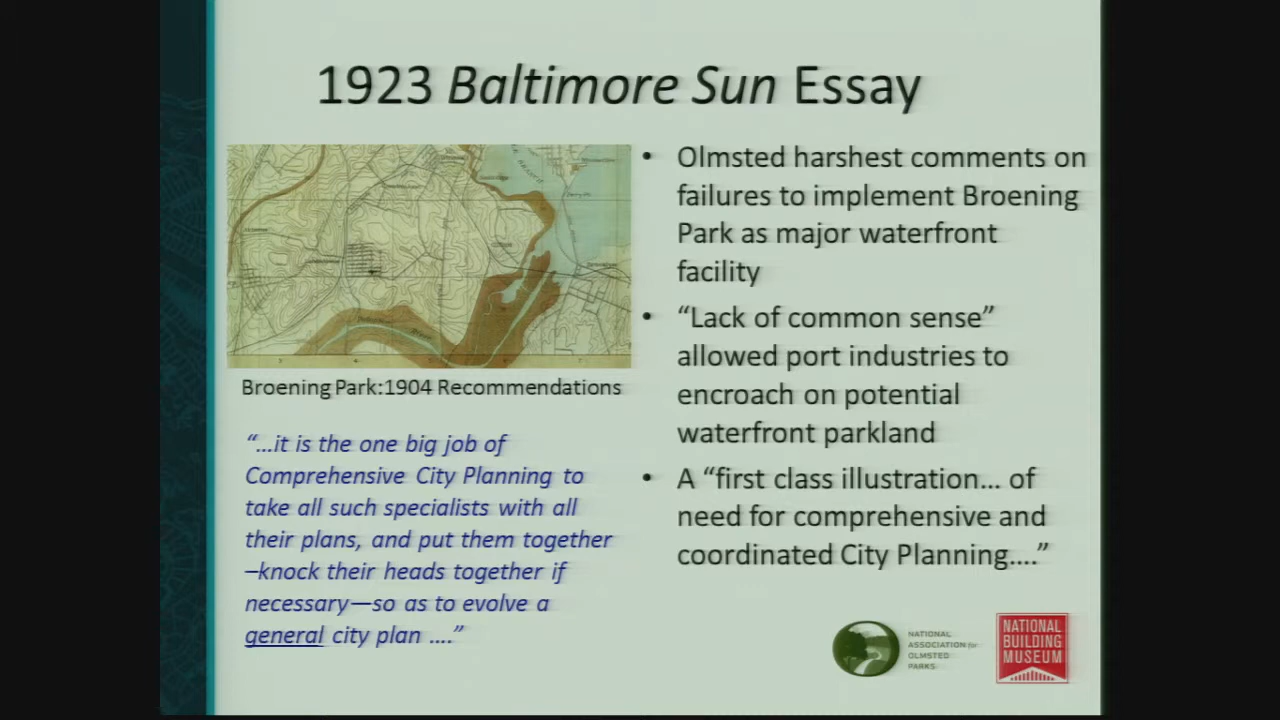 1923 Baltimore Sun Essay
Broening Park:1904 Recommendations
“…it is the one big job of
Comprehensive City Planning to
take all such specialists with all
their plans, and put them together
–knock their heads together if
necessary—so as to evolve a
general city plan ….”
• Olmsted harshest comments on
failures to implement Broening
Park as major waterfront
facility
• “Lack of common sense”
allowed port industries to
encroach on potential
waterfront parkland
• A “first class illustration… of
need for comprehensive and
coordinated City Planning….”
NATIONAL
ASSOCIATION for
OLMSTED
PARKS
NATIONAL
BUILDING
MUSEUM